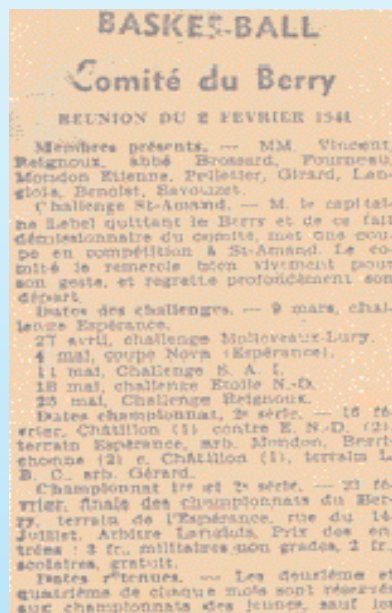 BASKET-BALL
Comité du Berry
REUNION DU 2 FEVRIER 1941
Membres présents. — MM. Vincent,
Reignoux, abbé Brossard, Fourneau,
Mondon Etienne, Pelletier, Girard, Lan-
glois, Benoist, Savouzet.
Challenge St-Amand. — M. le capitai-
ne Lebel quittant le Berry et de ce fait
démissionnaire du comité, met une cou-
pe en compétition à St-Amand. Le co-
mité le remercie bien vivement pour
son geste, et regrette profondément son
départ.
Dates des challenges. — 9 mars, chal-
lenge Espérance.
27 avril, challenge Lury.
4 mai, coupe Nova (Espérance).
11 mai, Challenge S. A. I.
18 mai, challenge Etoile N.-D.
25 mai, Challenge Reignoux.
Dates championnat, 2e série. — 16 fé-
vrier, Châtillon (1) contre E. N.-D. (2),
terrain Espérance, arb. Mondon, Berri-
chonne (2) c. Châtillon (1), terrain L.
B. C., arb. Gérard.
Championnat 1re et 2e série. — 23 fé-
vrier, finale des championnats du Ber-
ry, terrain de l'Espérance, rue du 14-
Juillet, Arbitre Langlois, Prix des en-
trées : 3 fr., militaires non gradés, 2 fr.
scolaires, gratuit.
Dates retenues. — Les deuxième et
quatrième de chaque mois sont réservés
aux championnats des jeunes, sauf